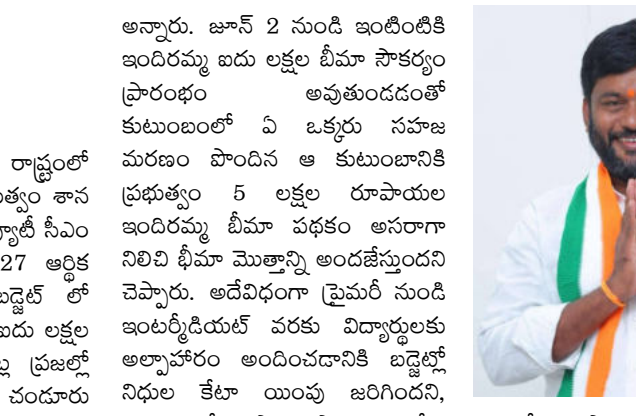 రాష్ట్రంలో
త్వం శాన
సీఎం
27 ఆర్థిక
బడ్జెట్ లో
ఐదు లక్షల
ప్రజల్లో
చండూరు
అన్నారు. జూన్ 2 నుండి ఇంటింటికి
ఇందిరమ్మ ఐదు లక్షల బీమా సౌకర్యం
ప్రారంభం అవుతుండడంతో
కుటుంబంలో ఏ ఒక్కరు సహజ
మరణం పొందిన ఆ కుటుంబానికి
ప్రభుత్వం 5 లక్షల రూపాయల
ఇందిరమ్మ బీమా పథకం అసరాగా
నిలిచి భీమా మొత్తాన్ని అందజేస్తుందని
చెప్పారు. అదేవిధంగా ప్రైమరీ నుండి
ఇంటర్మీడియట్ వరకు విద్యార్థులకు
అల్పాహారం అందించడానికి బడ్జెట్లో
నిధుల కేటా యింపు జరిగిందని,